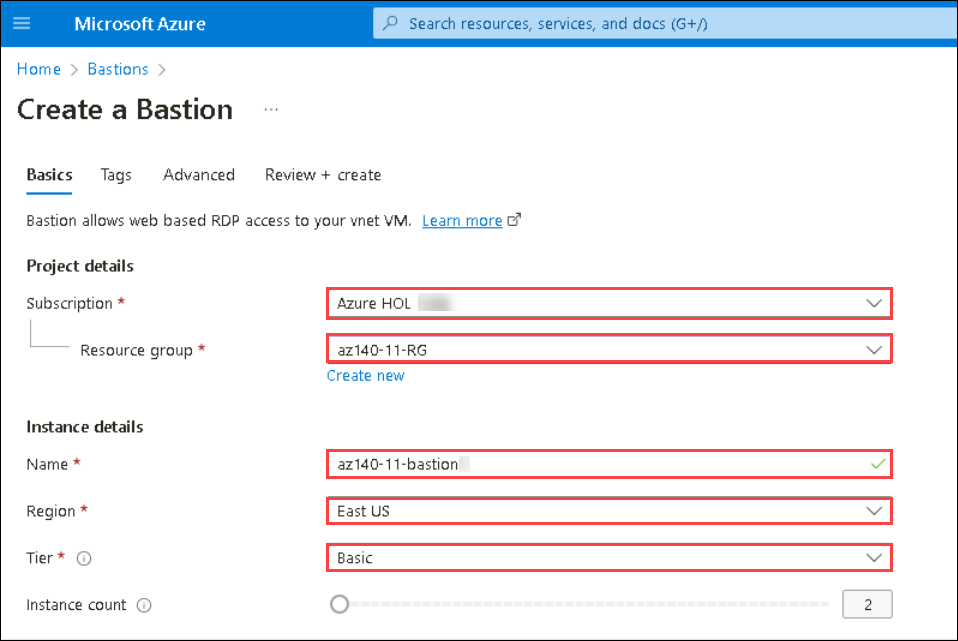 Microsoft Azure
Search resources, services, and docs (G+/)
Home > Bastions >
Create a Bastion ...
Basics Tags Advanced Review + create
Bastion allows web based RDP access to your vnet VM. Learn more
Project details
Subscription * Azure HOL
Resource group * az140-11-RG
Create new
Instance details
Name * az140-11-bastion
Region * East US
Tier * Basic
Instance count 2